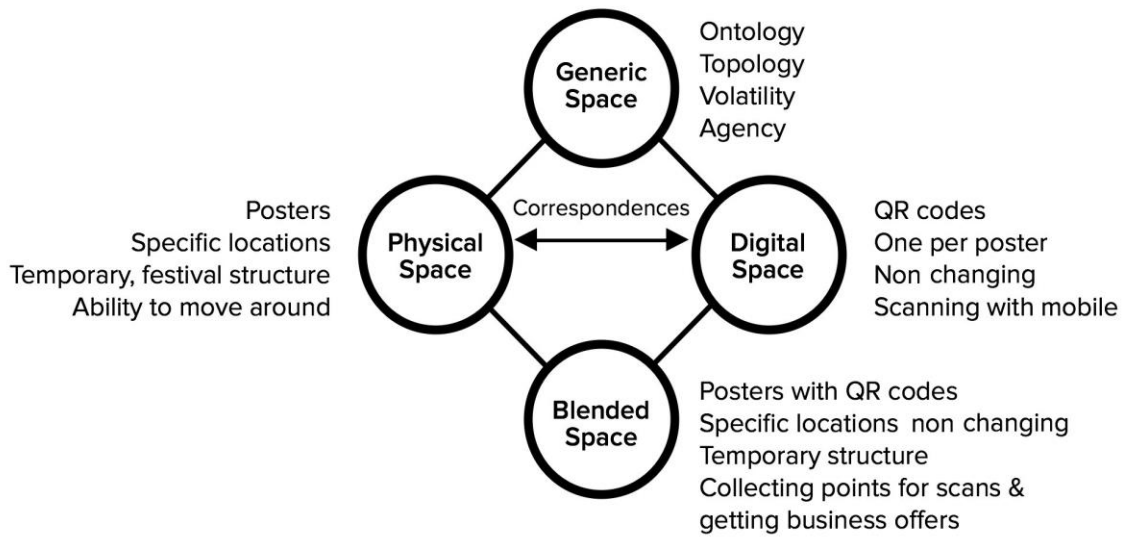 Generic
Space
Ontology
Topology
Volatility
Agency
Posters
Specific locations
Temporary, festival structure
Ability to move around
Physical
Space
Correspondences
Digital
Space
QR codes
One per poster
Non changing
Scanning with mobile
Blended
Space
Posters with QR codes
Specific locations non changing
Temporary structure
Collecting points for scans &
getting business offers